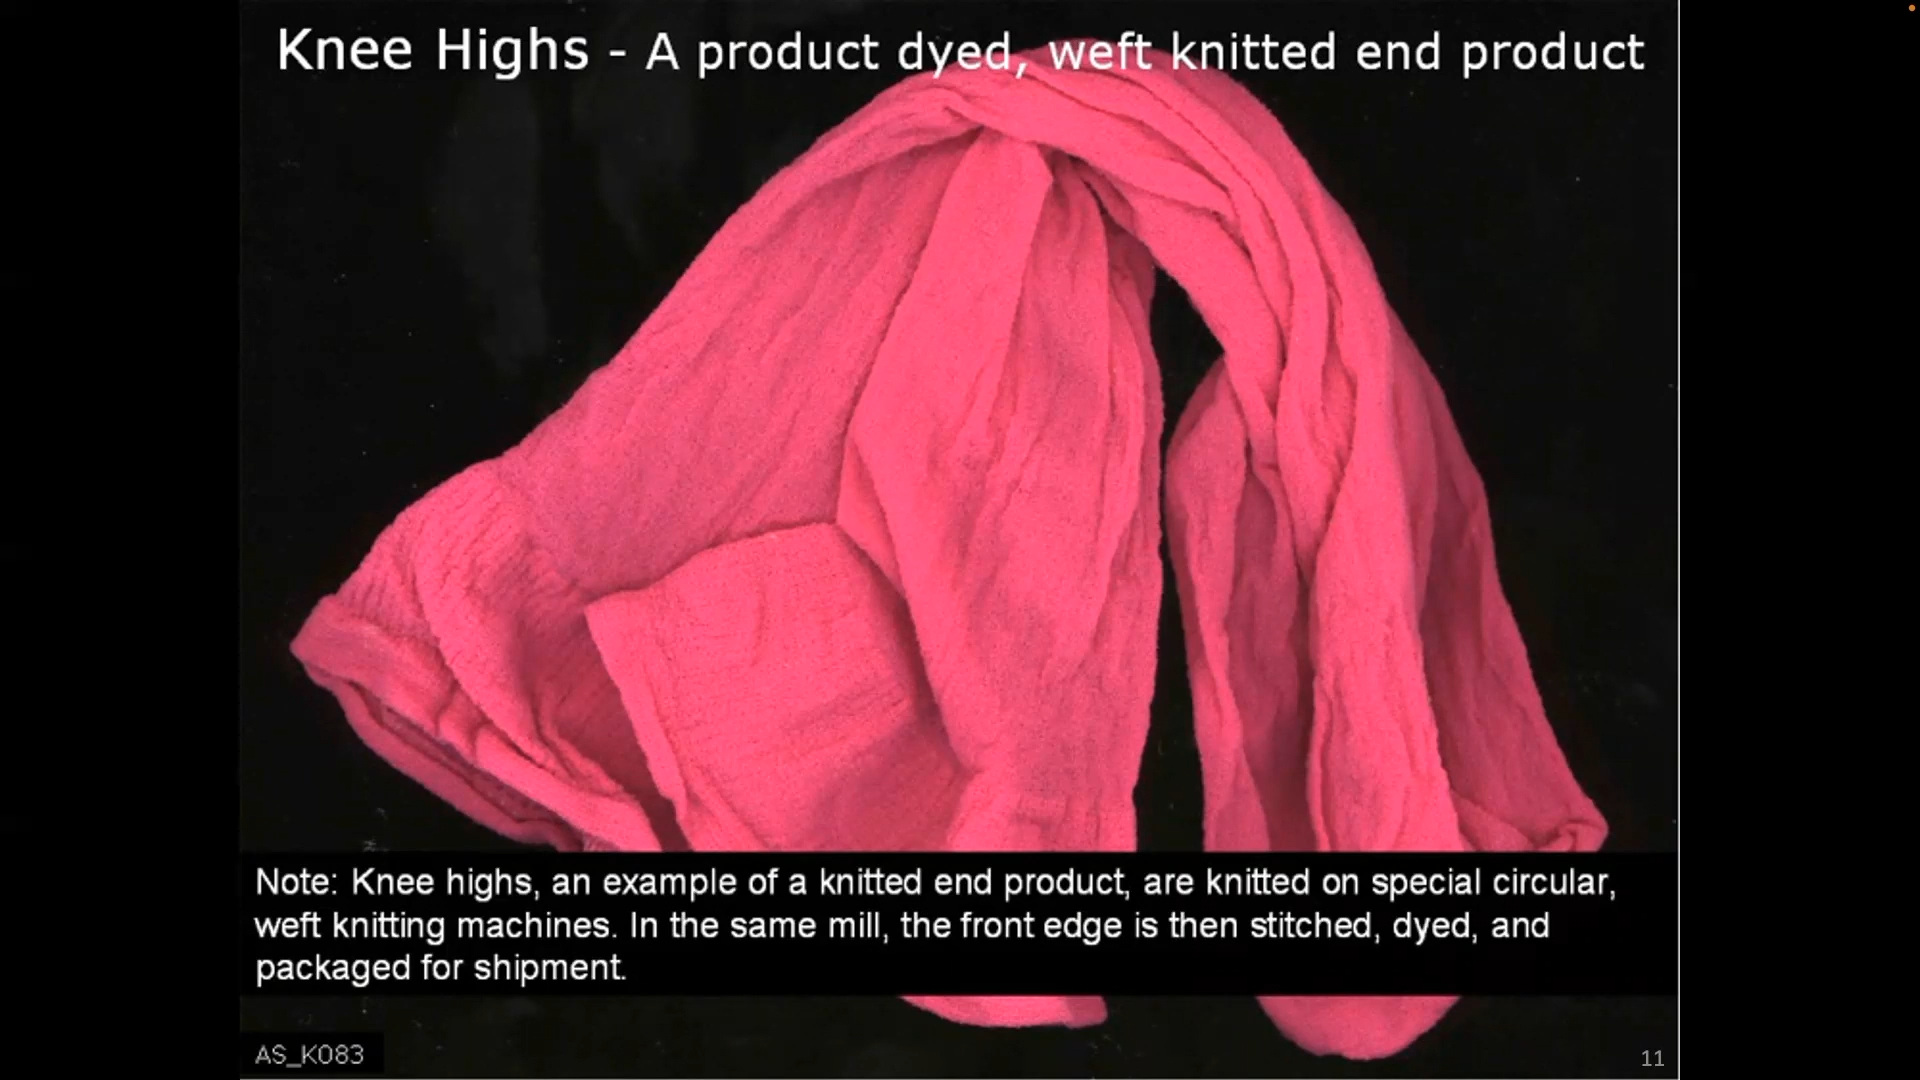 Knee Highs - A product dyed, weft knitted end product
Note: Knee highs, an example of a knitted end product, are knitted on special circular,
weft knitting machines. In the same mill, the front edge is then stitched, dyed, and
packaged for shipment.
AS_K083
11